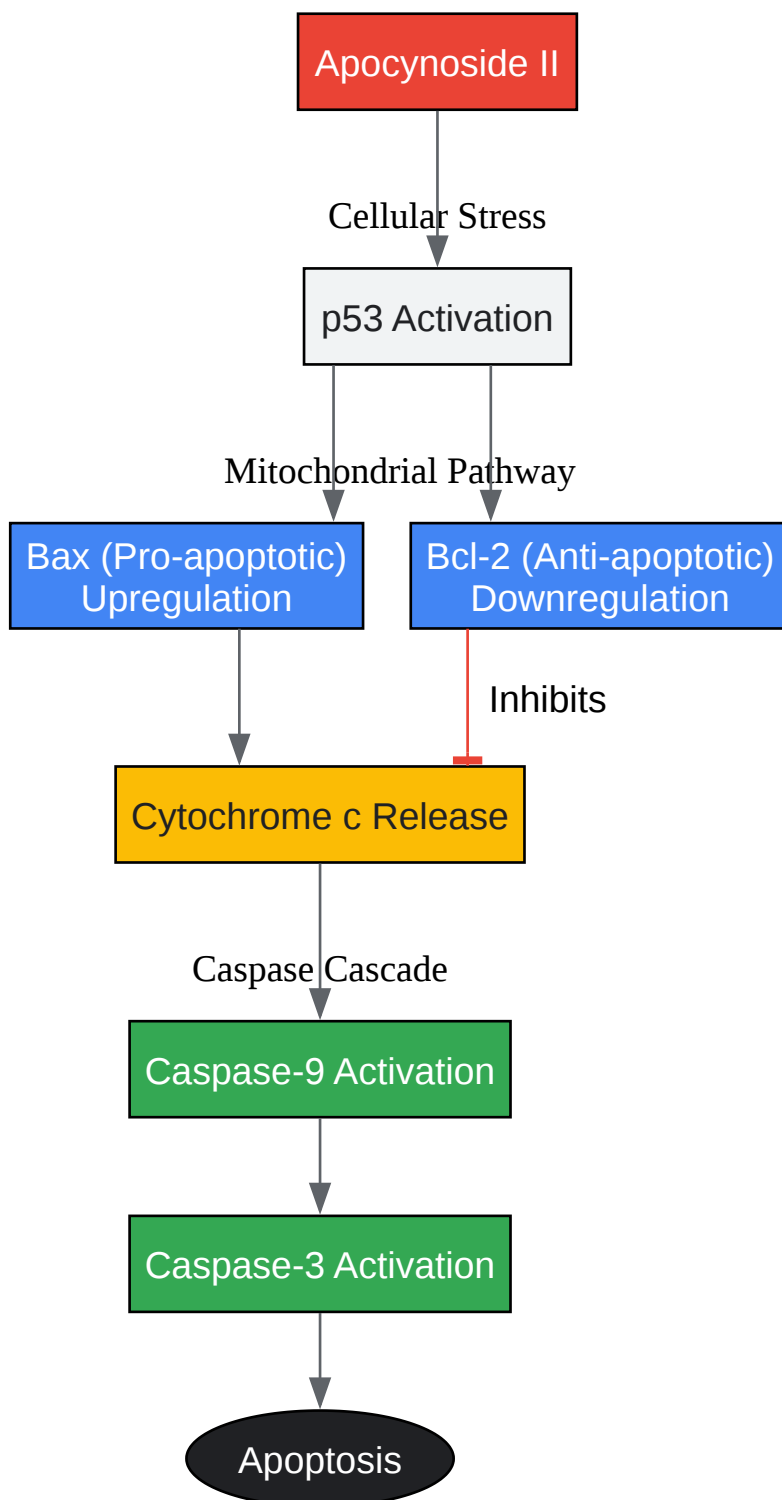 Apocynoside II
Cellular Stress
p53 Activation
Mitochondrial Pathway
Bax (Pro-apoptotic)
Upregulation
Bcl-2 (Anti-apoptotic)
Downregulation
Inhibits
Cytochrome c Release
Caspase Cascade
Caspase-9 Activation
Caspase-3 Activation
Apoptosis